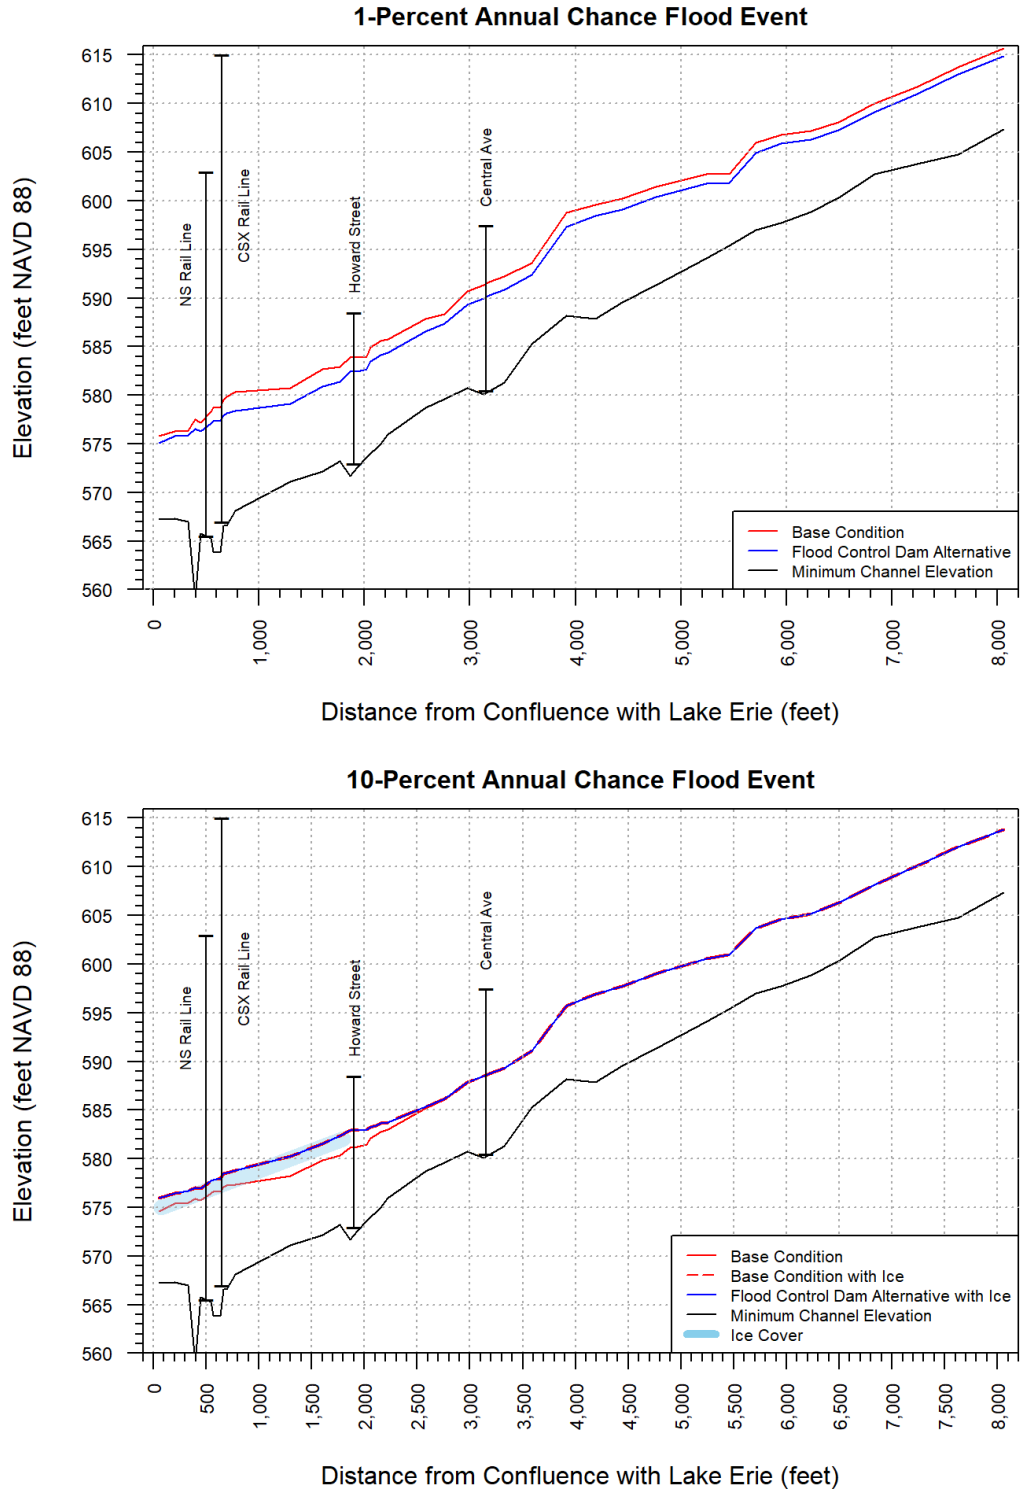 1-Percent Annual Chance Flood Event
Elevation (feet NAVD 88)
615
610
605
600
595
590
585
580
575
570
565
560
NS Rail Line
CSX Rail Line
Howard Street
Central Ave
Base Condition
Flood Control Dam Alternative
Minimum Channel Elevation
0
1,000
2,000
3,000
4,000
5,000
6,000
7,000
8,000
Distance from Confluence with Lake Erie (feet)
10-Percent Annual Chance Flood Event
Elevation (feet NAVD 88)
615
610
605
600
595
590
585
580
575
570
565
560
NS Rail Line
CSX Rail Line
Howard Street
Central Ave
Base Condition
Base Condition with Ice
Flood Control Dam Alternative with Ice
Minimum Channel Elevation
Ice Cover
0
500
1,000
1,500
2,000
2,500
3,000
3,500
4,000
4,500
5,000
5,500
6,000
6,500
7,000
7,500
8,000
Distance from Confluence with Lake Erie (feet)